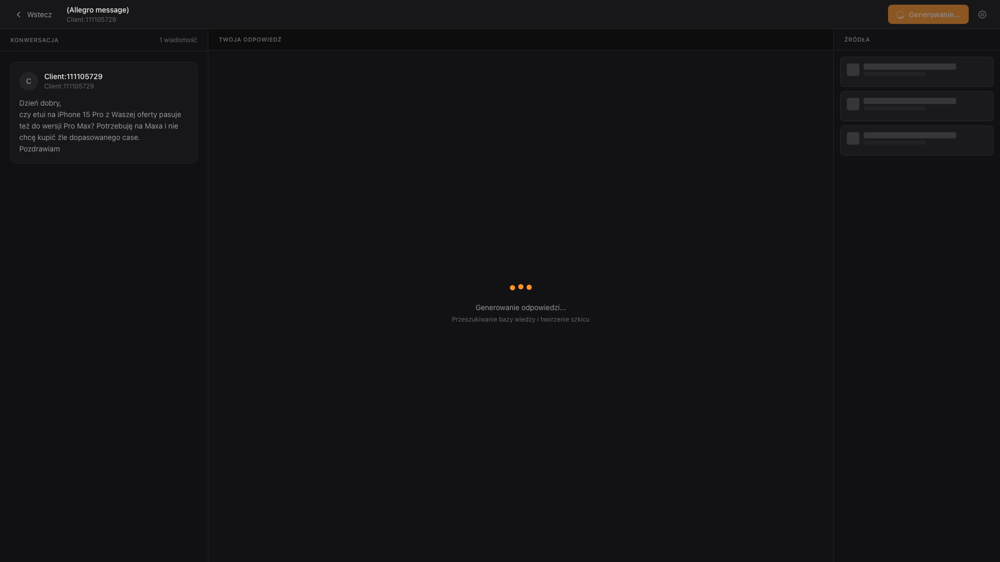 Wstecz
(Allegro message)
Client:111105729
Generowanie...
KONWERSACJA
1 wiadomość
TWOJA ODPOWIEDŹ
ŹRÓDŁA
C
Client:111105729
Client:111105729
Dzień dobry,
czy etui na iPhone 15 Pro z Waszej oferty pasuje
też do wersji Pro Max? Potrzebuję na Maxa i nie
chcę kupić źle dopasowanego case.
Pozdrawiam
Generowanie odpowiedzi...
Przeszukiwanie bazy wiedzy i tworzenie szkicu